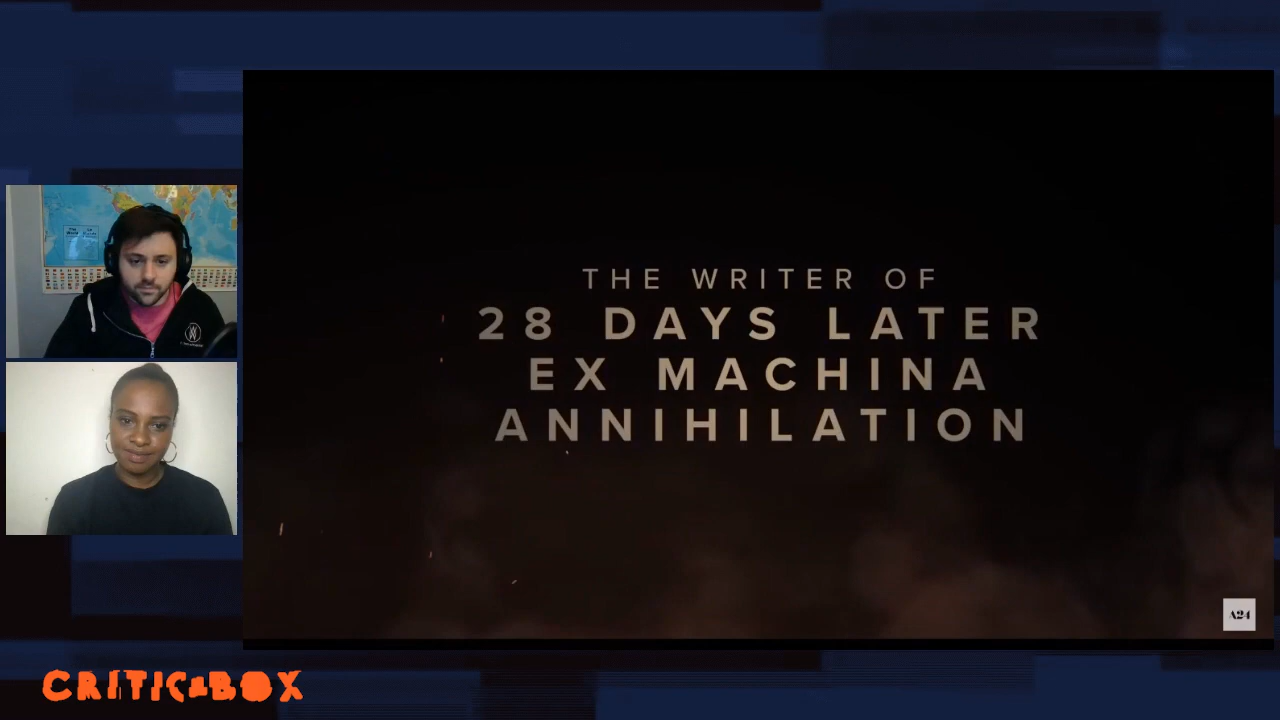 THE WRITER OF
28 DAYS LATER
EX MACHINA
ANNIHILATION
A24
CRITIC BOX